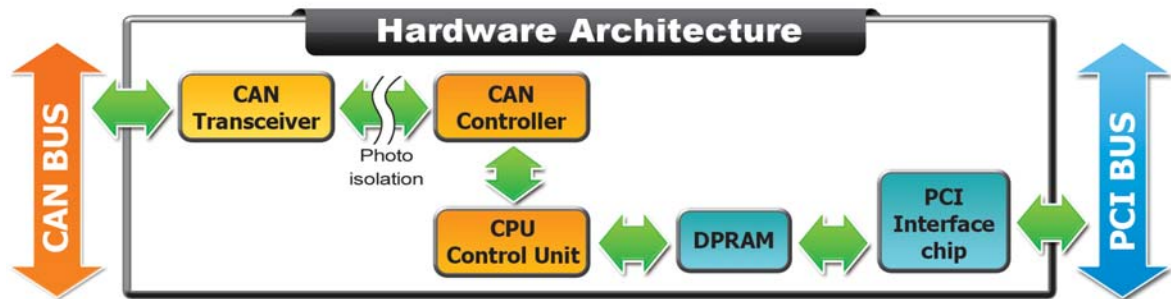 Hardware Architecture
CAN BUS
CAN
Transceiver
Photo
isolation
CAN
Controller
CPU
Control Unit
DPRAM
PCI
Interface
chip
PCI BUS